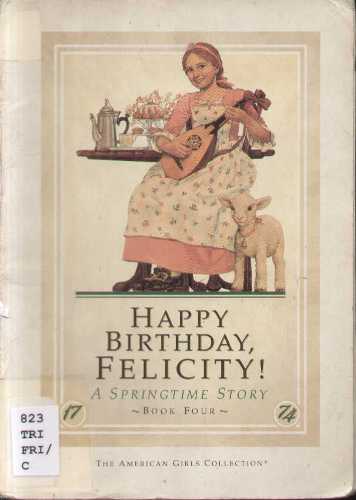 HAPPY
BIRTHDAY,
FELICITY!
A SPRINGTIME STORY
~BOOK FOUR~
17
74
823
TRI
FRI/
C
THE AMERICAN GIRLS COLLECTION®